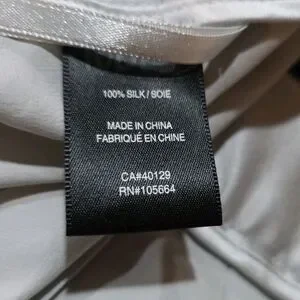 100% SILK / SOIE
MADE IN CHINA
FABRIQUÉ EN CHINE
CA#40129
RN#105664